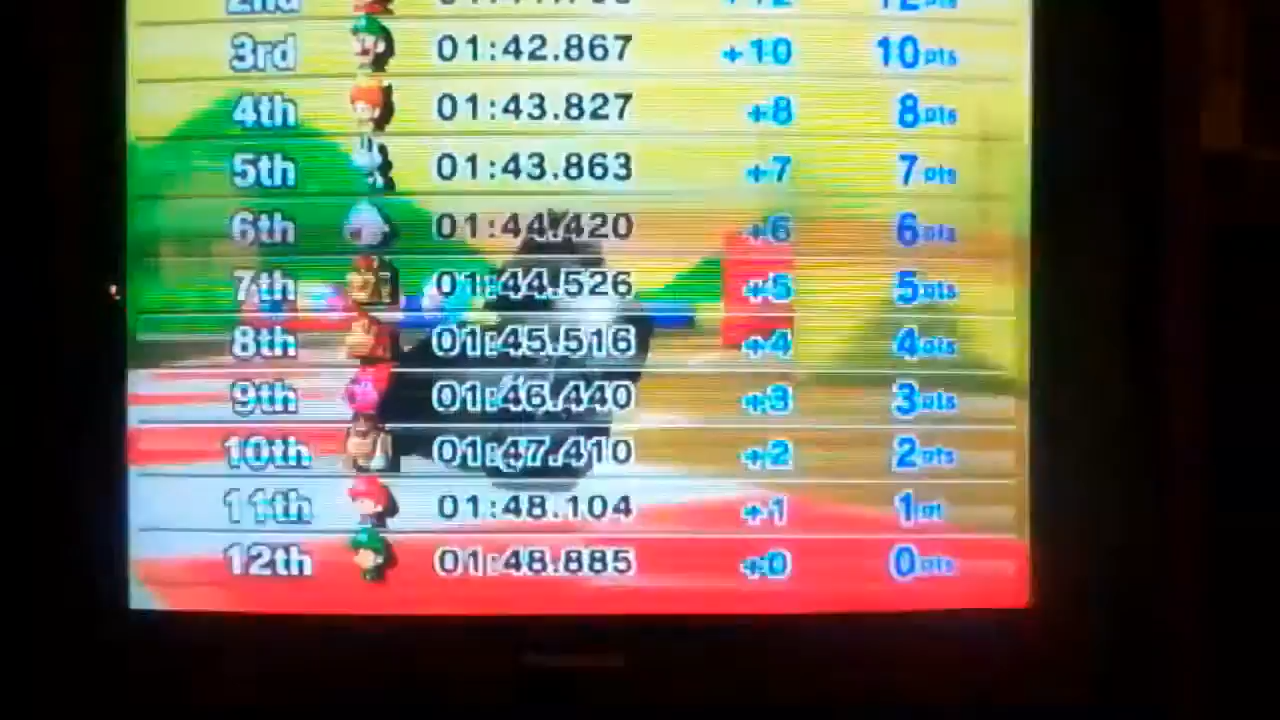 2nd +12 12pts
3rd 01:42.867 +10 10pts
4th 01:43.827 +8 8pts
5th 01:43.863 +7 7pts
6th 01:44.420 +6 6pts
7th 01:44.526 +5 5pts
8th 01:45.516 +4 4pts
9th 01:46.440 +3 3pts
10th 01:47.410 +2 2pts
11th 01:48.104 +1 1pt
12th 01:48.885 +0 0pts